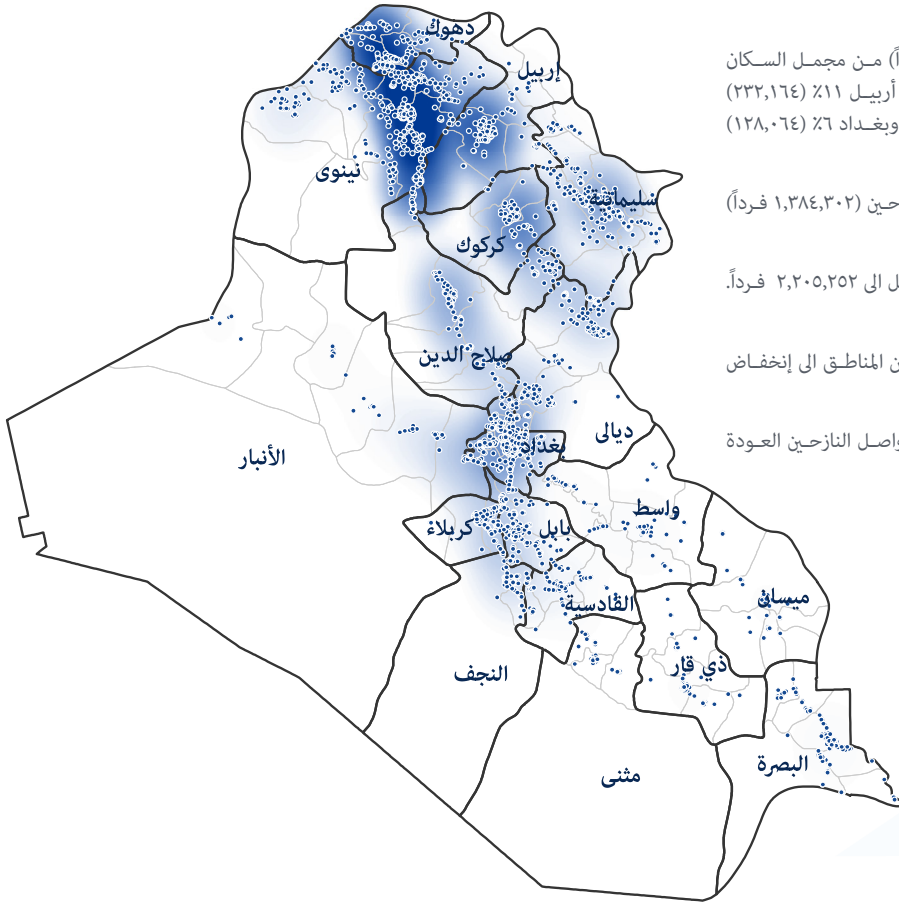 اً) من مجمل السكان
أربيل ١١٪ (٢٣٢,١٦٤)
وبغداد ٦٪ (١٢٨,٠٦٤)
حين (١,٣٨٤,٣٠٢ فرداً)
ل الى ٢,٢٠٥,٢٥٢ فرداً.
ن المناطق الى إنخفاض
واصل النازحين العودة
دهوك
إربيل
نينوى
سليمانية
كركوك
صلاح الدين
ديالى
بغداد
الأنبار
واسط
بابل
كربلاء
ميسان
القادسية
ذي قار
النجف
البصرة
مثنى